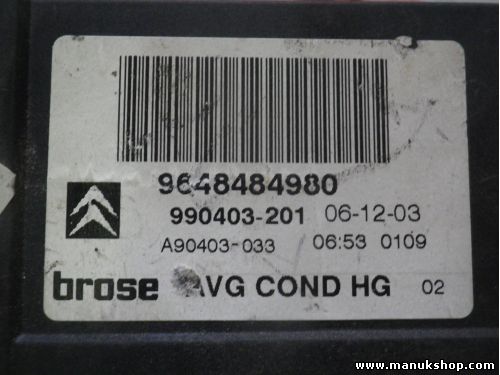 9648484980
990403-201 06-12-03
A90403-033 06:53 0109
brose AVG COND HG 02
www.manukshop.com